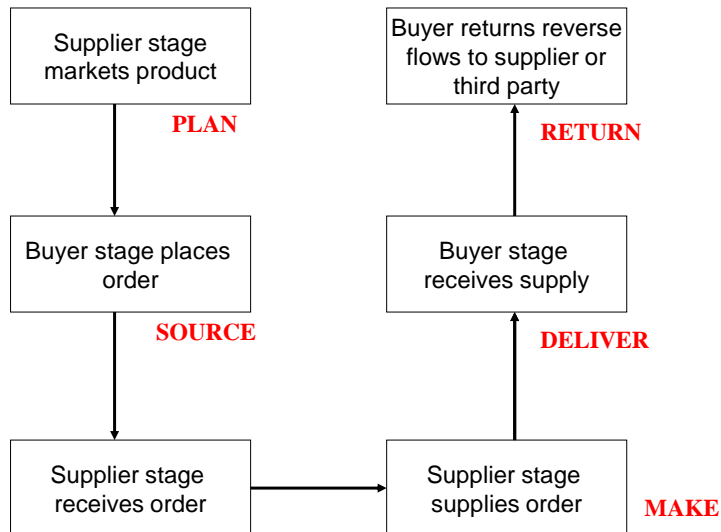 Supplier stage
markets product
PLAN
Buyer stage places
order
SOURCE
Supplier stage
receives order
Supplier stage
supplies order
MAKE
Buyer stage
receives supply
DELIVER
Buyer returns reverse
flows to supplier or
third party
RETURN